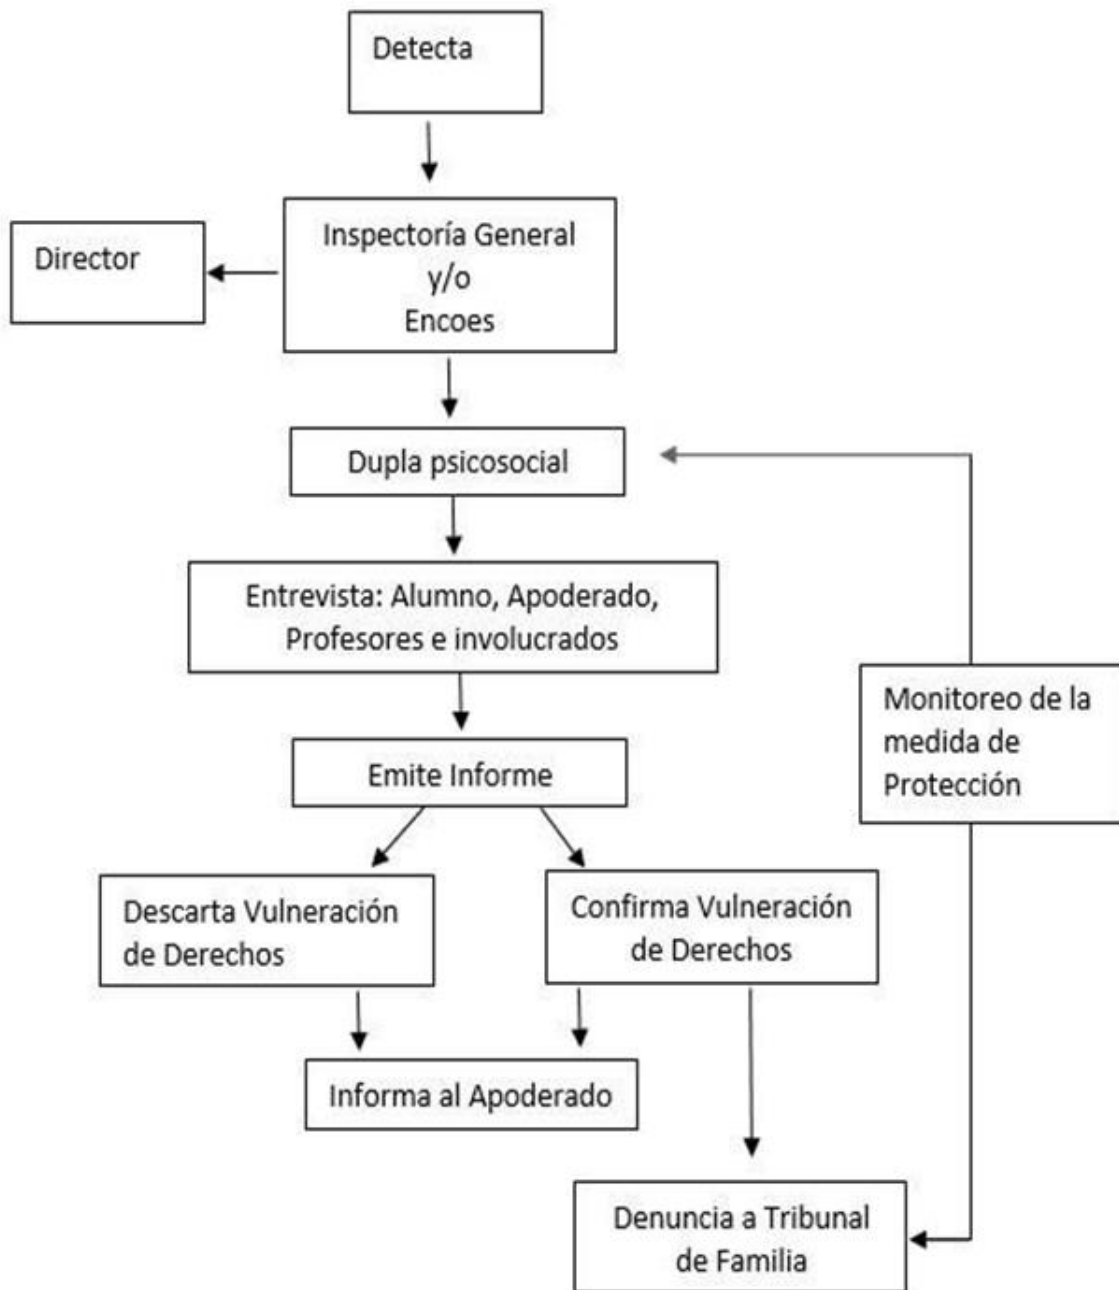 Detecta
Inspectoría General
y/o
Encoes
Director
Dupla psicosocial
Entrevista: Alumno, Apoderado,
Profesores e involucrados
Monitoreo de la
medida de
Protección
Emite Informe
Descarta Vulneración
de Derechos
Confirma Vulneración
de Derechos
Informa al Apoderado
Denuncia a Tribunal
de Familia